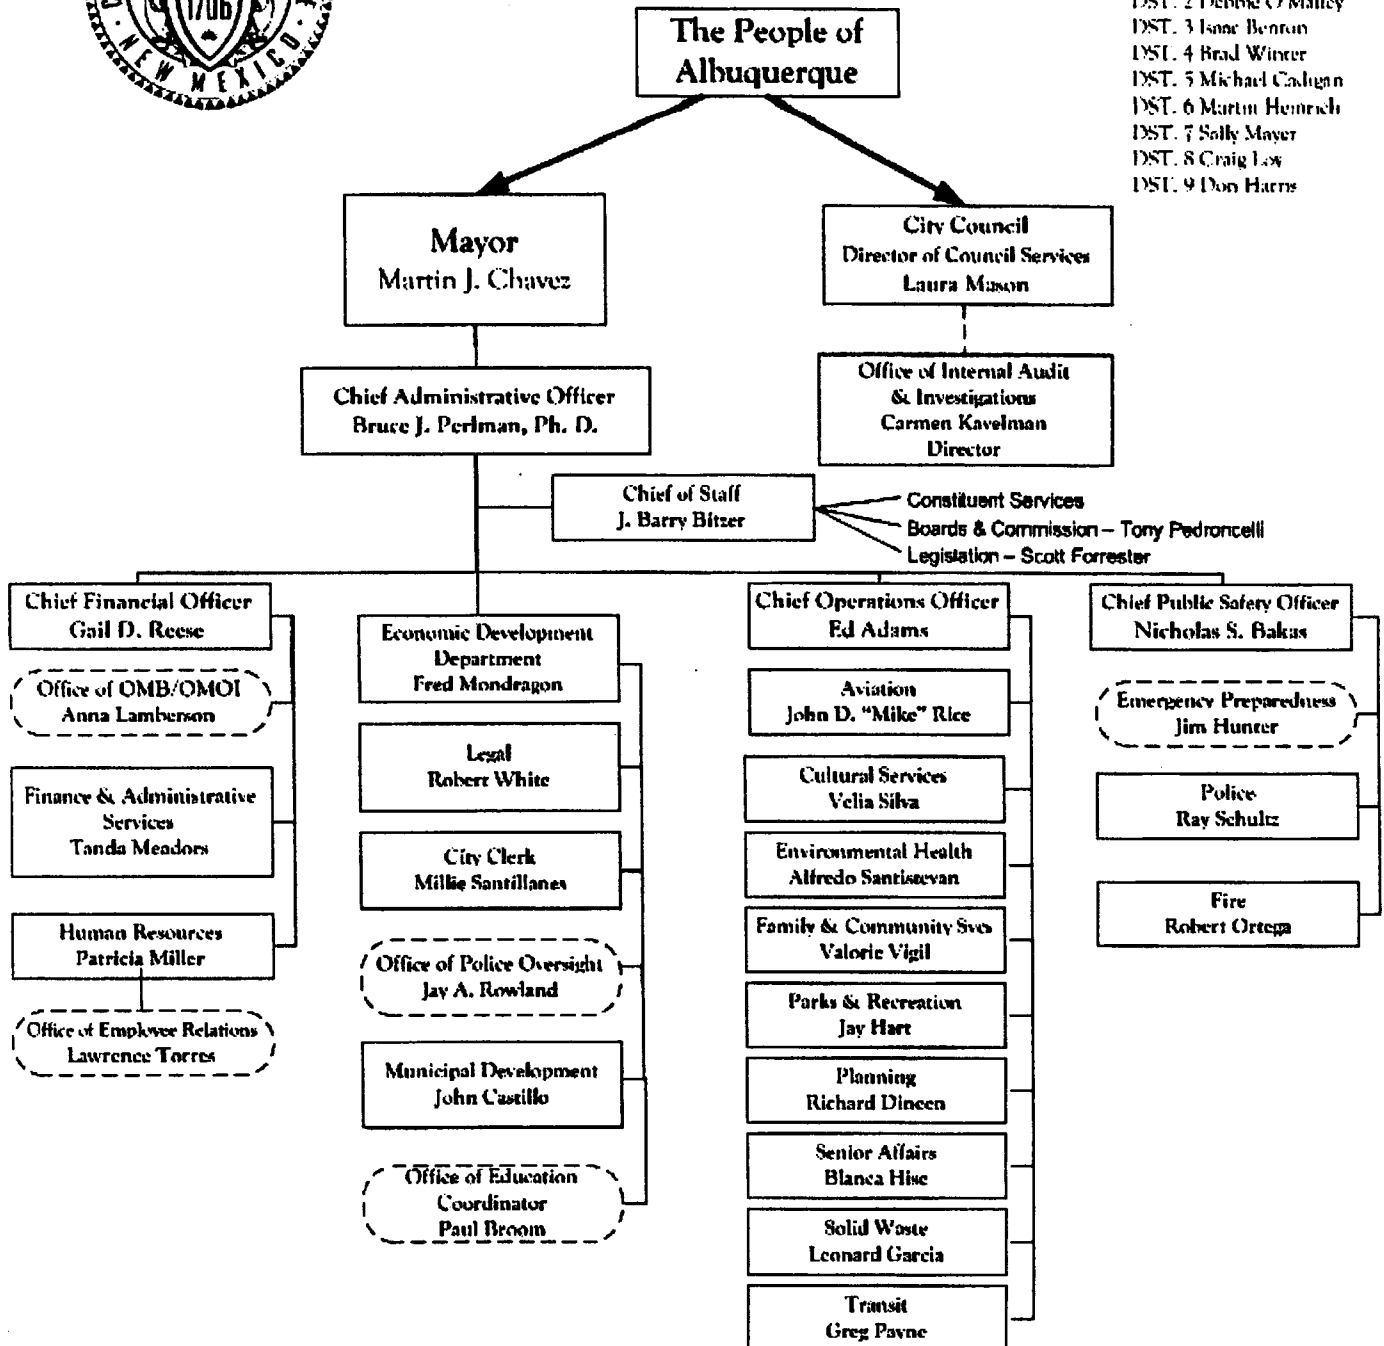 1706
NEW MEXICO
DST. 2 Debbie O'Malley
DST. 3 Isaac Benton
DST. 4 Brad Winter
DST. 5 Michael Cadigan
DST. 6 Martin Heinrich
DST. 7 Sally Mayer
DST. 8 Craig Loy
DST. 9 Don Harris
The People of
Albuquerque
Mayor
Martin J. Chavez
City Council
Director of Council Services
Laura Mason
Chief Administrative Officer
Bruce J. Perlman, Ph. D.
Office of Internal Audit
& Investigations
Carmen Kavelman
Director
Chief of Staff
J. Barry Bitzer
Constituent Services
Boards & Commission – Tony Pedroncelli
Legislation – Scott Forrester
Chief Financial Officer
Gail D. Reese
Office of OMB/OMOI
Anna Lamberson
Finance & Administrative
Services
Tanda Meadors
Human Resources
Patricia Miller
Office of Employee Relations
Lawrence Torres
Economic Development
Department
Fred Mondragon
Legal
Robert White
City Clerk
Millie Santillanes
Office of Police Oversight
Jay A. Rowland
Municipal Development
John Castillo
Office of Education
Coordinator
Paul Broom
Chief Operations Officer
Ed Adams
Aviation
John D. "Mike" Rice
Cultural Services
Velia Silva
Environmental Health
Alfredo Santistevan
Family & Community Svcs
Valorie Vigil
Parks & Recreation
Jay Hart
Planning
Richard Dineen
Senior Affairs
Blanca Hise
Solid Waste
Leonard Garcia
Transit
Greg Payne
Chief Public Safety Officer
Nicholas S. Bakas
Emergency Preparedness
Jim Hunter
Police
Ray Schultz
Fire
Robert Ortega